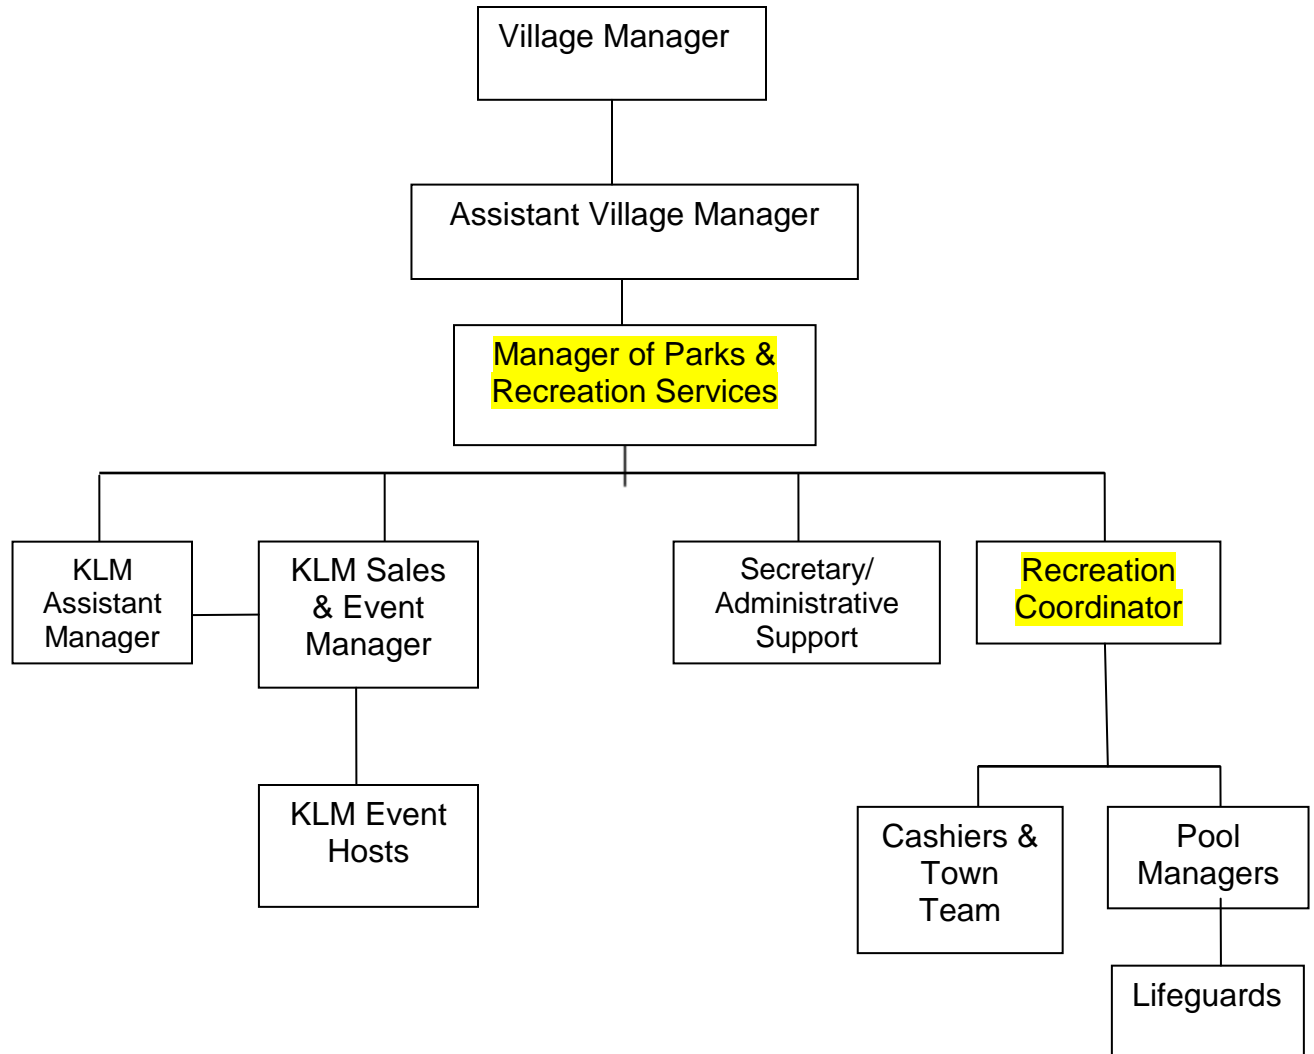 Village Manager
Assistant Village Manager
Manager of Parks &
Recreation Services
KLM
Assistant
Manager
KLM Sales
& Event
Manager
Secretary/
Administrative
Support
Recreation
Coordinator
KLM Event
Hosts
Cashiers &
Town
Team
Pool
Managers
Lifeguards